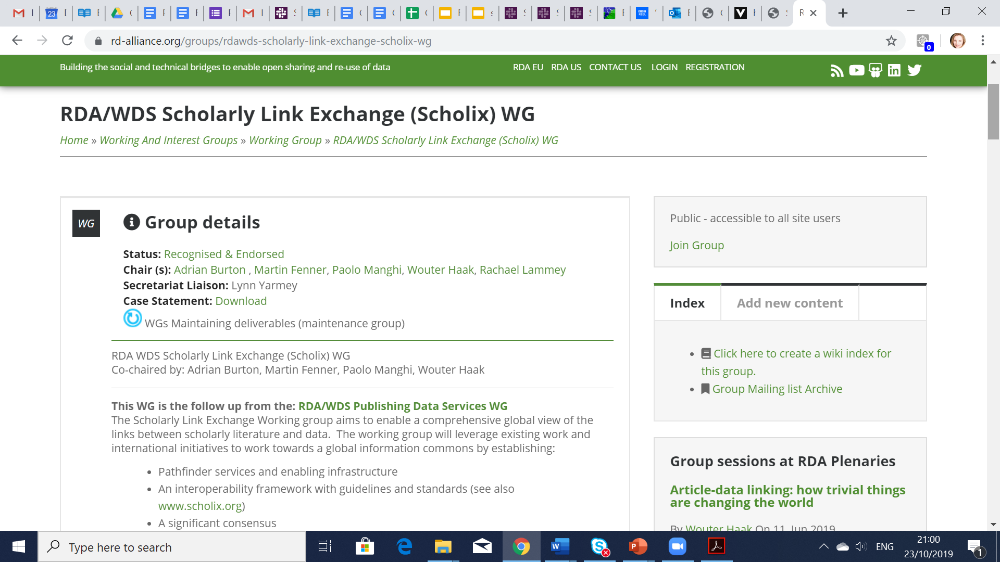 23
rd-alliance.org/groups/rdawds-scholarly-link-exchange-scholix-wg
0
Building the social and technical bridges to enable open sharing and re-use of data
RDA EU RDA US CONTACT US LOGIN REGISTRATION
RDA/WDS Scholarly Link Exchange (Scholix) WG
Home » Working And Interest Groups » Working Group » RDA/WDS Scholarly Link Exchange (Scholix) WG
WG
Group details
Status: Recognised & Endorsed
Chair (s): Adrian Burton , Martin Fenner, Paolo Manghi, Wouter Haak, Rachael Lammey
Secretariat Liaison: Lynn Yarmey
Case Statement: Download
WGs Maintaining deliverables (maintenance group)
RDA WDS Scholarly Link Exchange (Scholix) WG
Co-chaired by: Adrian Burton, Martin Fenner, Paolo Manghi, Wouter Haak
This WG is the follow up from the: RDA/WDS Publishing Data Services WG
The Scholarly Link Exchange Working group aims to enable a comprehensive global view of the
links between scholarly literature and data.  The working group will leverage existing work and
international initiatives to work towards a global information commons by establishing:
• Pathfinder services and enabling infrastructure
• An interoperability framework with guidelines and standards (see also
www.scholix.org)
• A significant consensus
Public - accessible to all site users
Join Group
Index
Add new content
• Click here to create a wiki index for
this group.
• Group Mailing list Archive
Group sessions at RDA Plenaries
Article-data linking: how trivial things
are changing the world
By Wouter Haak On 11 Jun 2019
Type here to search
ENG
21:00
23/10/2019
1